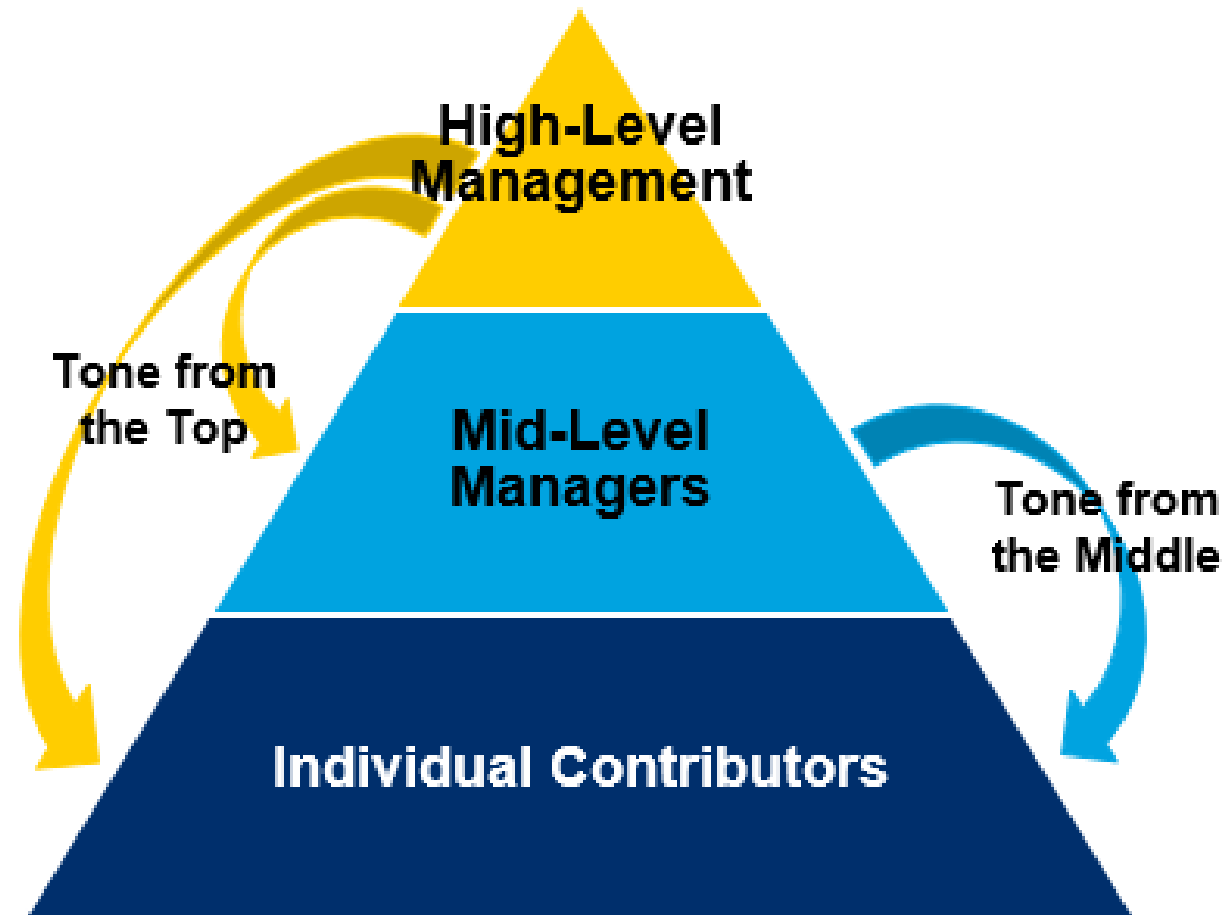 High-Level
Management
Tone from
the Top
Mid-Level
Managers
Tone from
the Middle
Individual Contributors